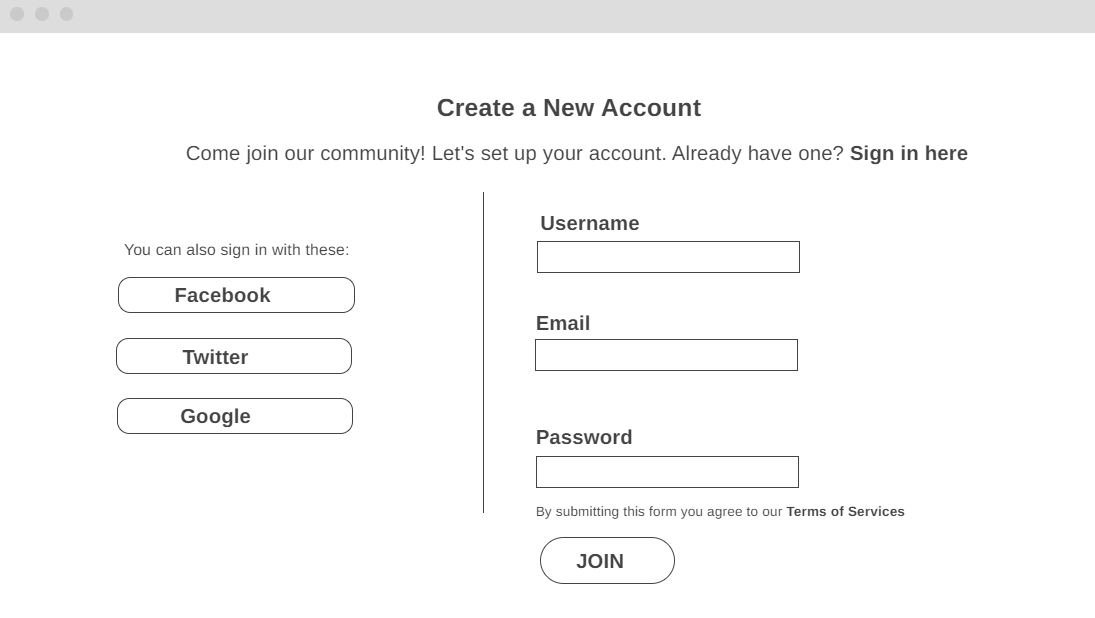 Create a New Account
Come join our community! Let's set up your account. Already have one? Sign in here
You can also sign in with these:
Facebook
Twitter
Google
Username
Email
Password
By submitting this form you agree to our Terms of Services
JOIN